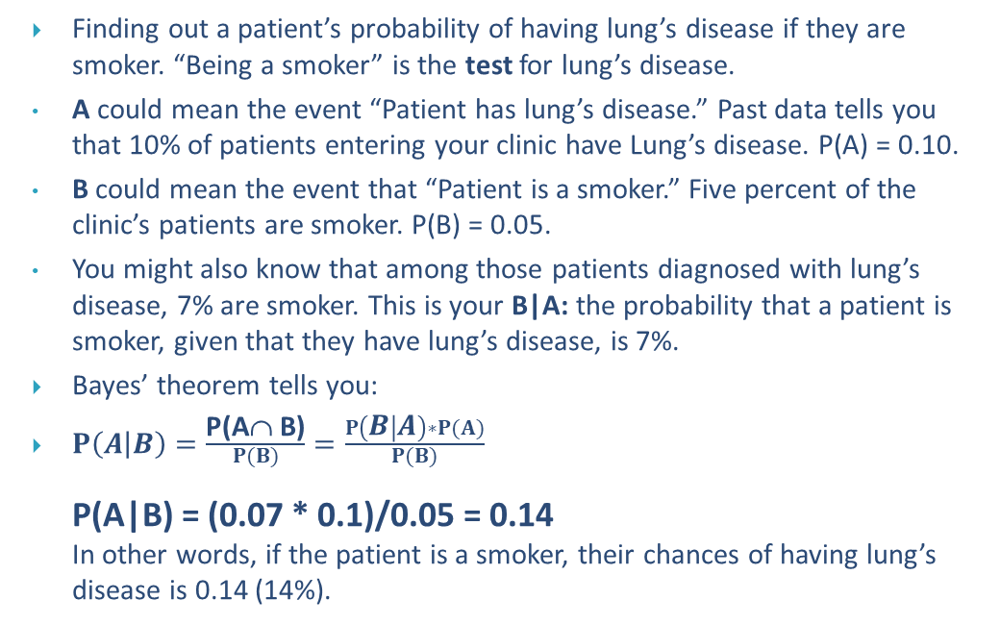 Finding out a patient’s probability of having lung’s disease if they are
smoker. “Being a smoker” is the test for lung’s disease.
A could mean the event “Patient has lung’s disease.” Past data tells you
that 10% of patients entering your clinic have Lung’s disease. P(A) = 0.10.
B could mean the event that “Patient is a smoker.” Five percent of the
clinic’s patients are smoker. P(B) = 0.05.
You might also know that among those patients diagnosed with lung’s
disease, 7% are smoker. This is your B|A: the probability that a patient is
smoker, given that they have lung’s disease, is 7%.
Bayes’ theorem tells you:
P(A|B) = P(A∩ B)/P(B) = P(B|A)*P(A)/P(B)
P(A|B) = (0.07 * 0.1)/0.05 = 0.14
In other words, if the patient is a smoker, their chances of having lung’s
disease is 0.14 (14%).